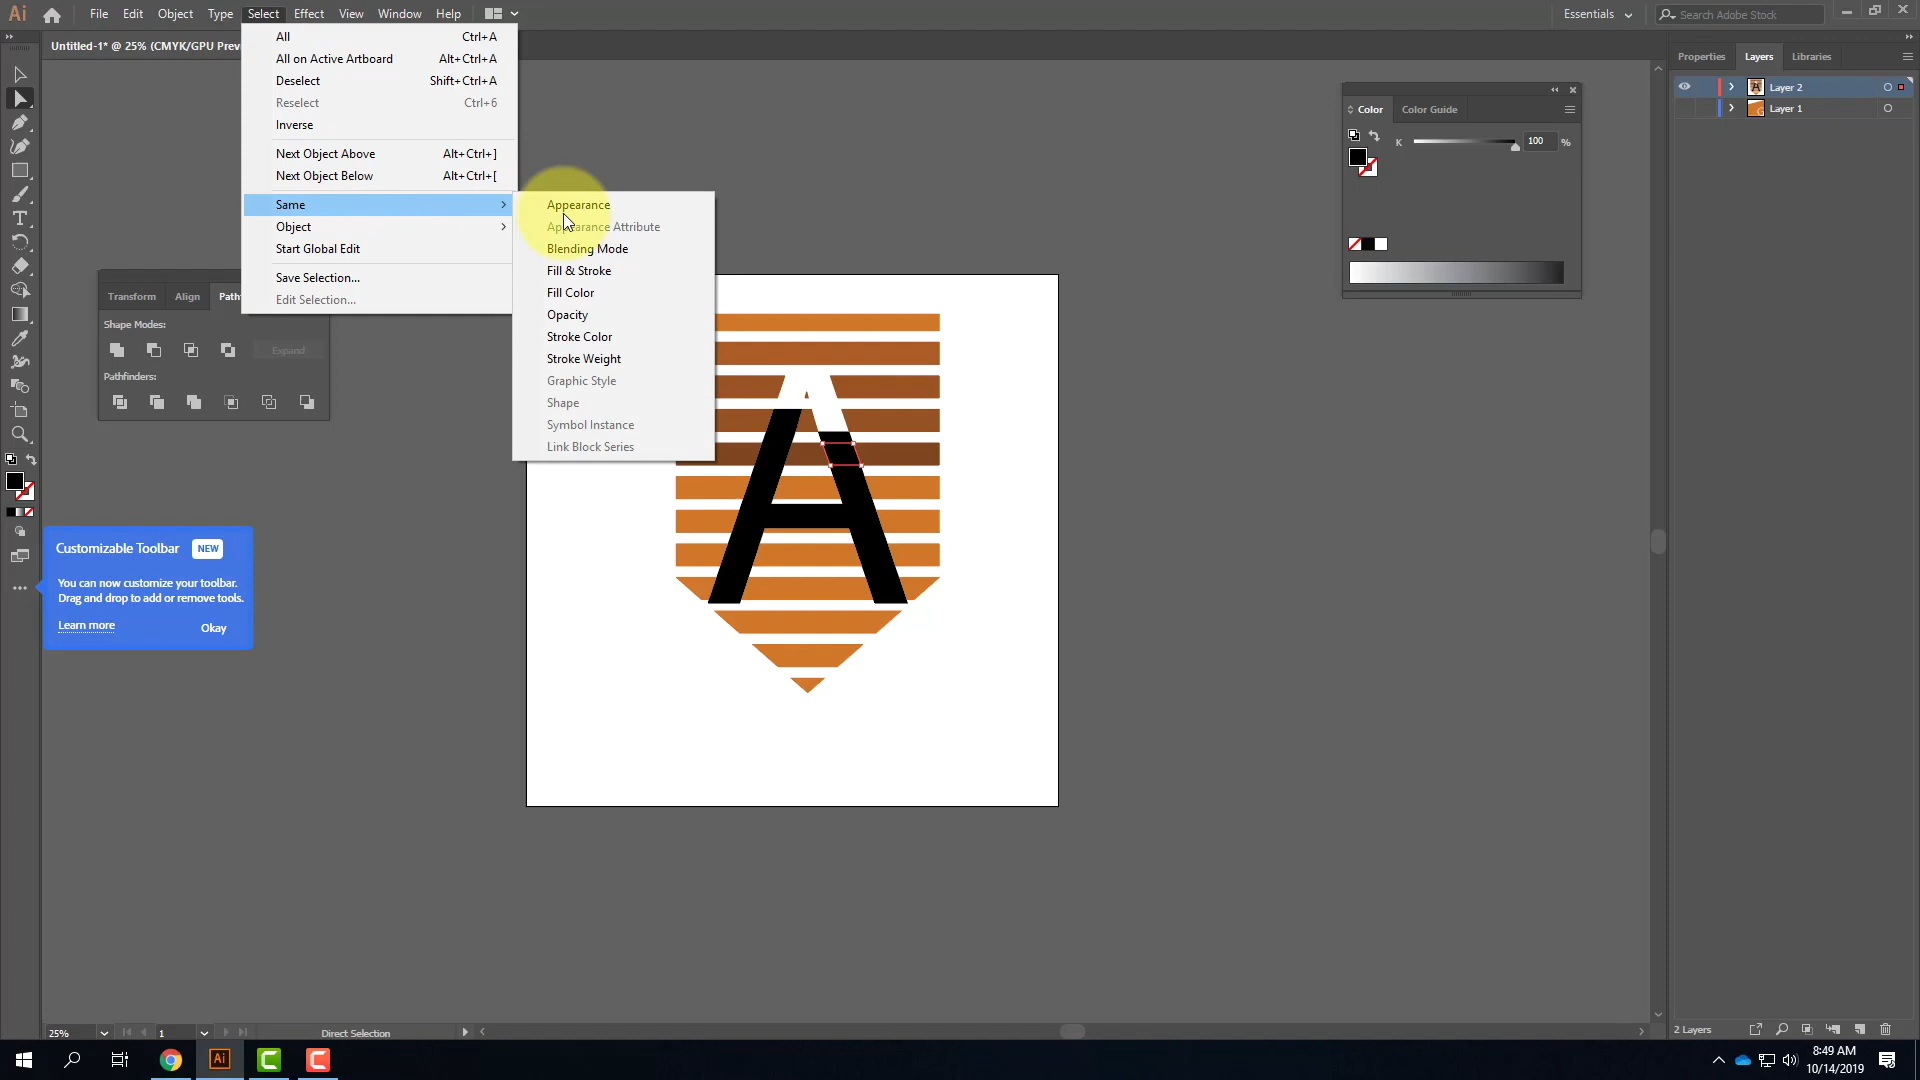 Ai File Edit Object Type Select Effect View Window Help Essentials Search Adobe Stock
Untitled-1* @ 25% (CMYK/GPU Prev
All Ctrl+A
All on Active Artboard Alt+Ctrl+A
Deselect Shift+Ctrl+A
Reselect Ctrl+6
Inverse
Next Object Above Alt+Ctrl+]
Next Object Below Alt+Ctrl+[
Same
Object
Start Global Edit
Save Selection...
Edit Selection...
Appearance
Appearance Attribute
Blending Mode
Fill & Stroke
Fill Color
Opacity
Stroke Color
Stroke Weight
Graphic Style
Shape
Symbol Instance
Link Block Series
Transform Align Path
Shape Modes:
Expand
Pathfinders:
Customizable Toolbar NEW
You can now customize your toolbar.
Drag and drop to add or remove tools.
Learn more Okay
A
Color Color Guide
K 100 %
Properties Layers Libraries
Layer 2
Layer 1
25% 1 Direct Selection
2 Layers
Ai
8:49 AM
10/14/2019